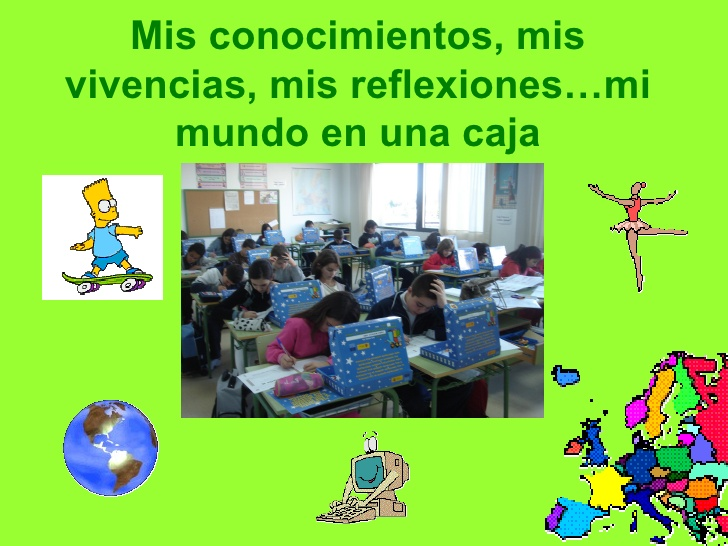 Mis conocimientos, mis
vivencias, mis reflexiones…mi
mundo en una caja